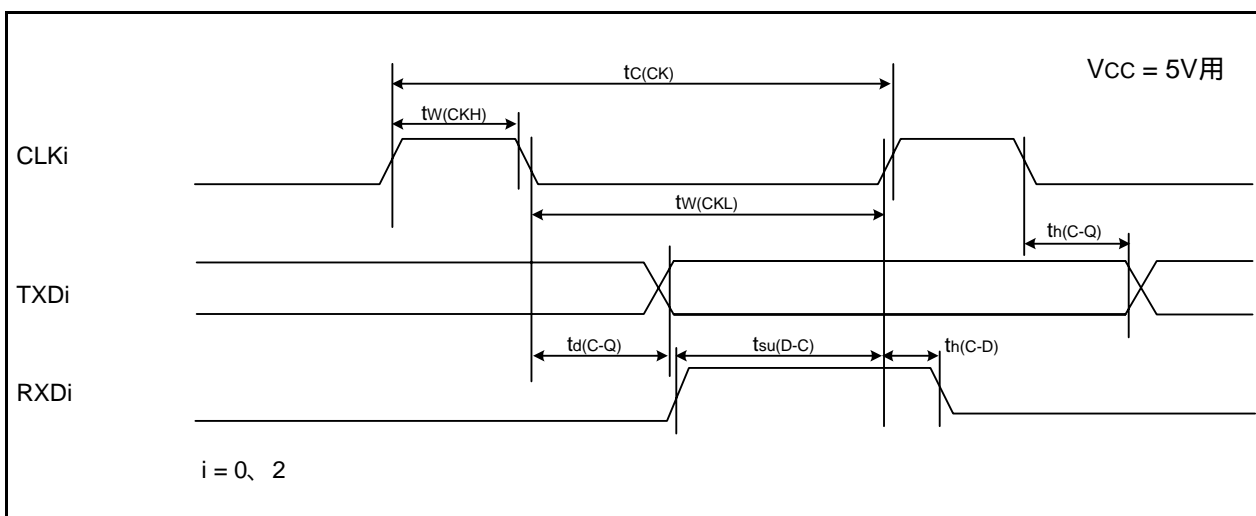 VCC = 5V用
tC(CK)
tW(CKH)
CLKi
tW(CKL)
th(C-Q)
TXDi
td(C-Q)
tsu(D-C)
th(C-D)
RXDi
i = 0、 2